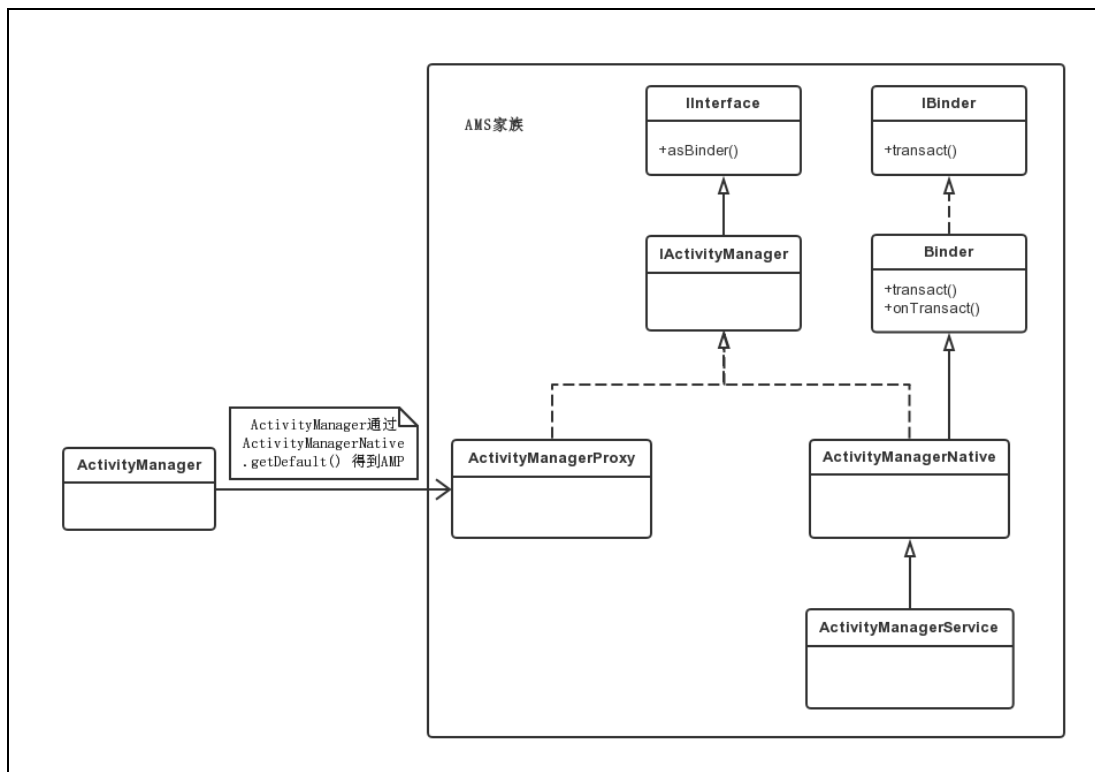 AMS家族
IInterface
+asBinder()
IBinder
+transact()
IActivityManager
Binder
+transact()
+onTransact()
ActivityManager通过
ActivityManagerNative
.getDefault() 得到AMP
ActivityManager
ActivityManagerProxy
ActivityManagerNative
ActivityManagerService